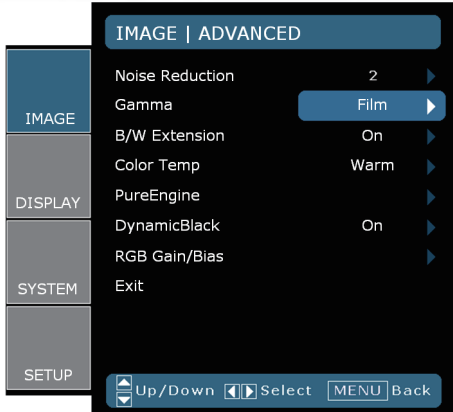 IMAGE | ADVANCED
Noise Reduction 2
Gamma Film
B/W Extension On
Color Temp Warm
PureEngine
DynamicBlack On
RGB Gain/Bias
Exit
IMAGE
DISPLAY
SYSTEM
SETUP
Up/Down Select MENU Back